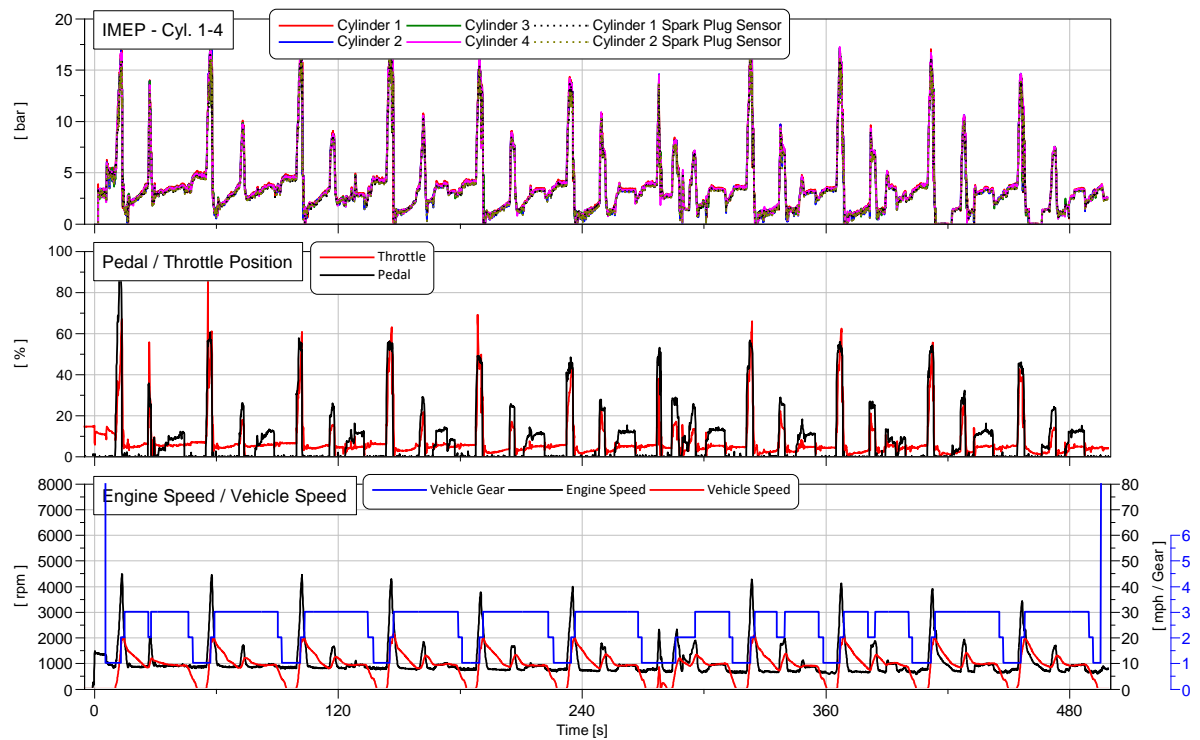 IMEP - Cyl. 1-4
Cylinder 1 Cylinder 3 Cylinder 1 Spark Plug Sensor
Cylinder 2 Cylinder 4 Cylinder 2 Spark Plug Sensor
20
15
10
5
0
[ bar ]
Pedal / Throttle Position
Throttle
Pedal
100
80
60
40
20
0
[ % ]
Engine Speed / Vehicle Speed
Vehicle Gear Engine Speed Vehicle Speed
8000
7000
6000
5000
4000
3000
2000
1000
0
[ rpm ]
80
70
60
50
40
30
20
10
0
[ mph / Gear ]
6
5
4
3
2
1
0
0 120 240 360 480
Time [s]